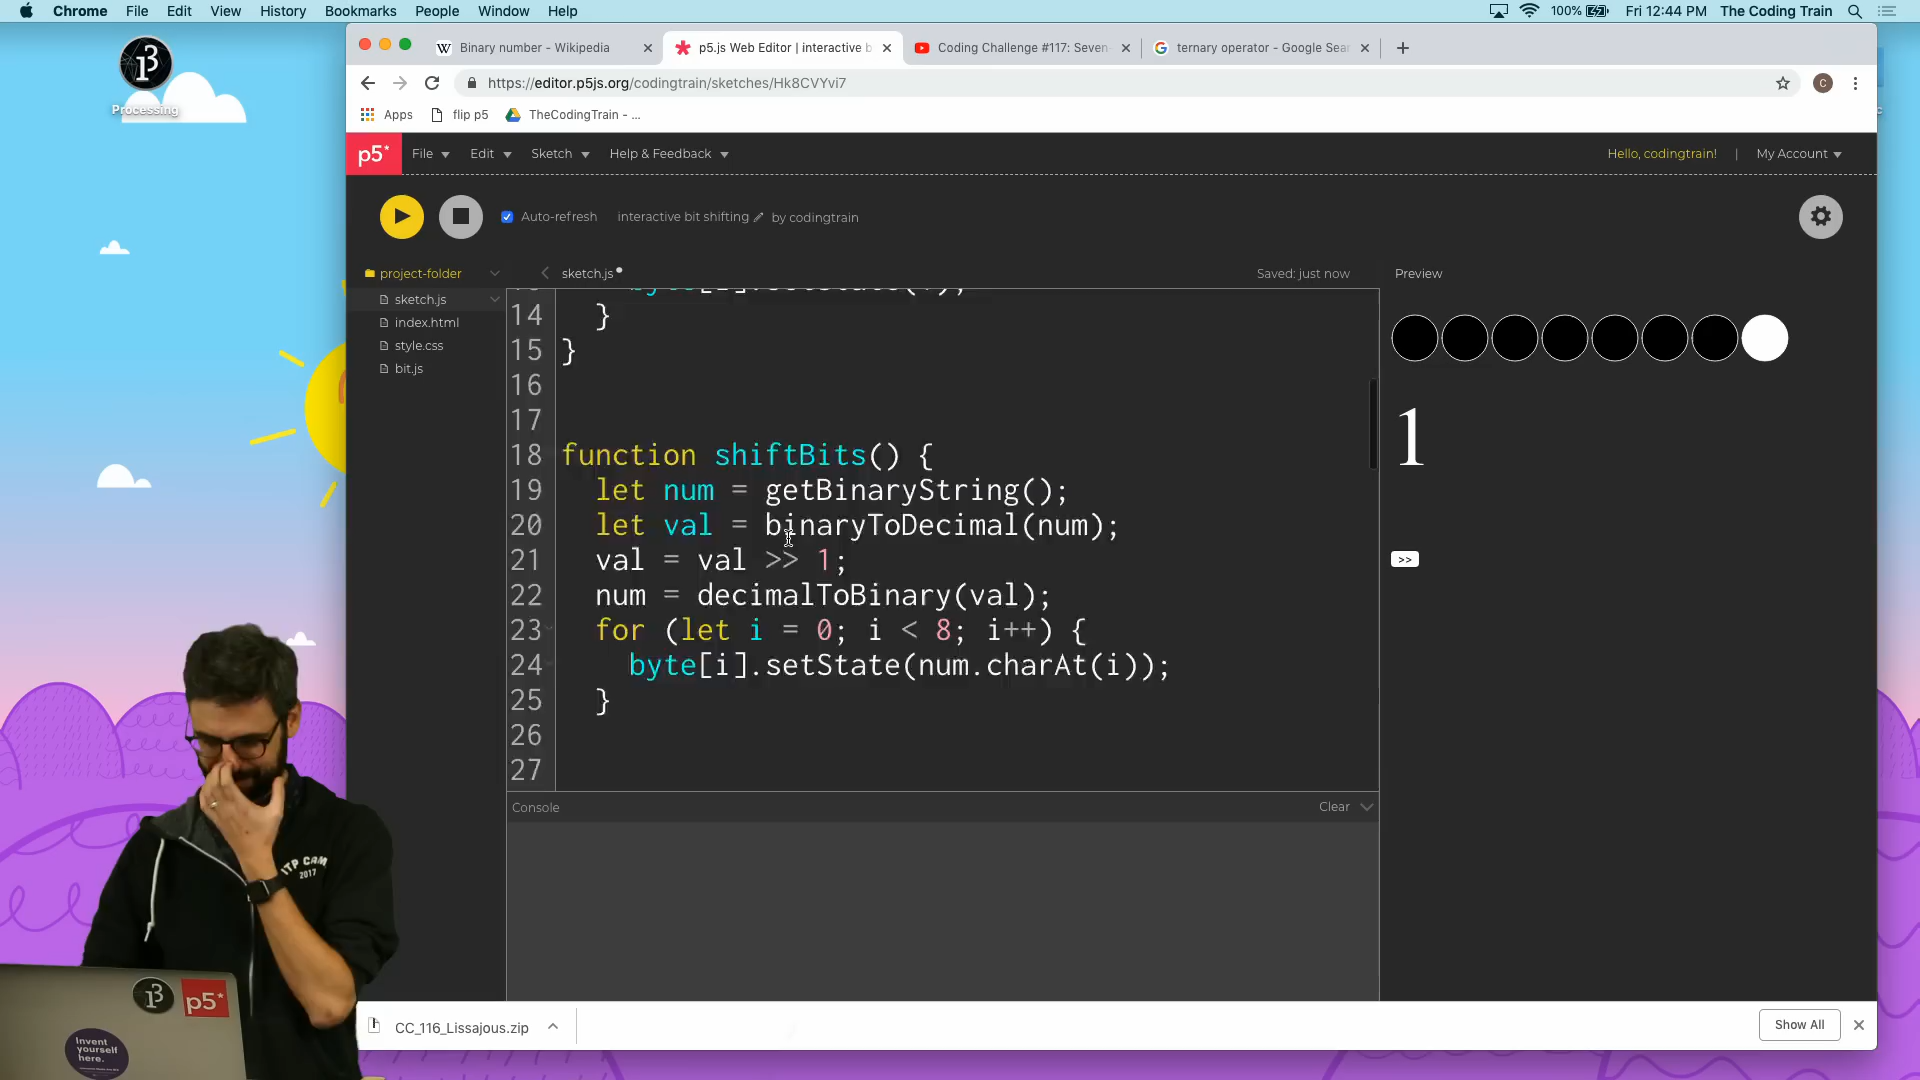 Chrome File Edit View History Bookmarks People Window Help
100% Fri 12:44 PM The Coding Train
Processing
W Binary number - Wikipedia
p5.js Web Editor | interactive b
Coding Challenge #117: Seven-
ternary operator - Google Sear
https://editor.p5js.org/codingtrain/sketches/Hk8CVYvi7
C
Apps flip p5 TheCodingTrain - ...
p5* File Edit Sketch Help & Feedback
Hello, codingtrain! | My Account
Auto-refresh interactive bit shifting by codingtrain
project-folder
sketch.js
index.html
style.css
bit.js
sketch.js
Saved: just now
Preview
14 }
15 }
16
17
18 function shiftBits() {
19 let num = getBinaryString();
20 let val = binaryToDecimal(num);
21 val = val >> 1;
22 num = decimalToBinary(val);
23 for (let i = 0; i < 8; i++) {
24 byte[i].setState(num.charAt(i));
25 }
26
27
1
>>
Console
Clear
ITP CAMP
2017
p5*
Invent
yourself
here.
CC_116_Lissajous.zip
Show All